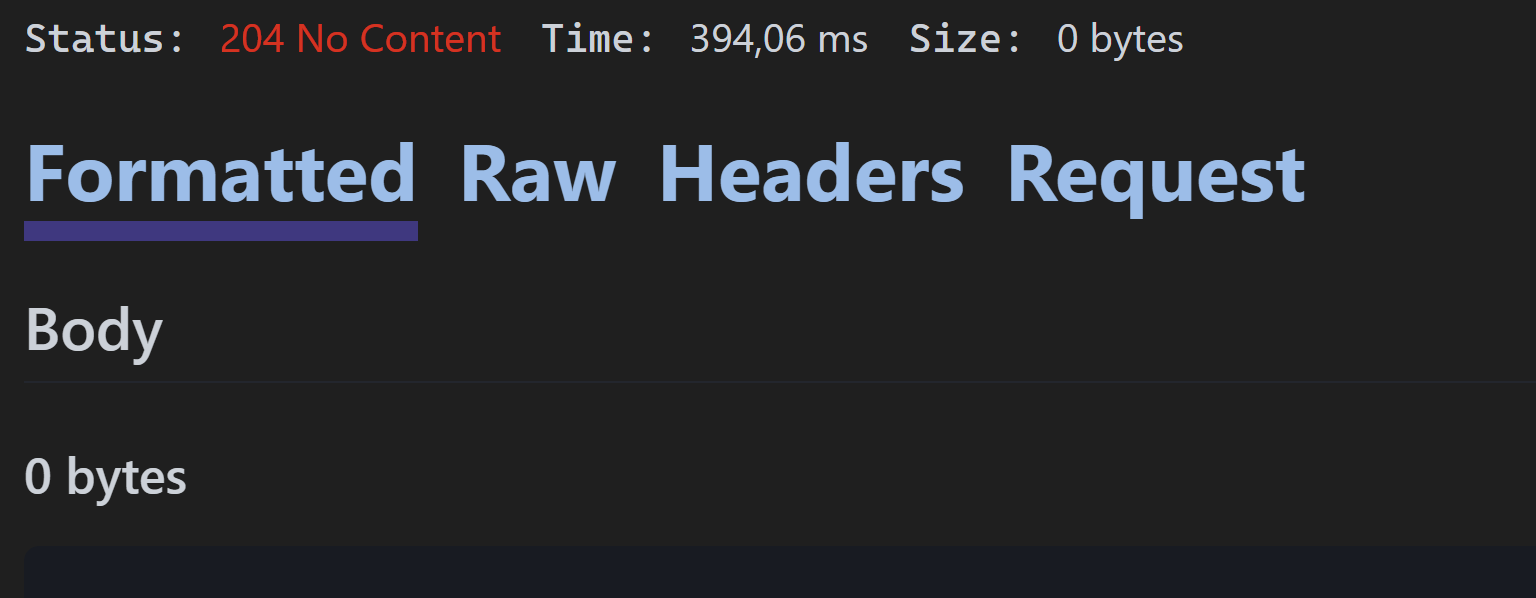 Status: 204 No Content Time: 394,06 ms Size: 0 bytes
Formatted Raw Headers Request
Body
0 bytes